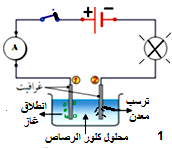 + -
A
1 2
غرافيت
انطلاق غاز
ترسب معدن
محلول كلور الرصاص
1